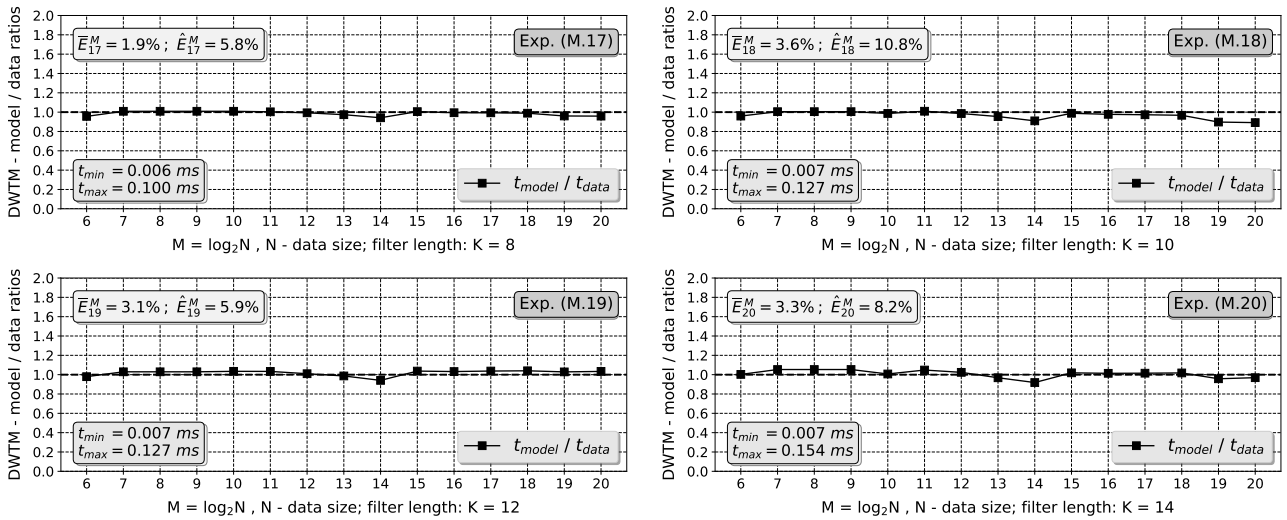 DWTM - model / data ratios
2.0
1.8
1.6
1.4
1.2
1.0
0.8
0.6
0.4
0.2
0.0
E̅₁₇ᴹ = 1.9% ; Ê₁₇ᴹ = 5.8%
Exp. (M.17)
t_min = 0.006 ms
t_max = 0.100 ms
t_model / t_data
6 7 8 9 10 11 12 13 14 15 16 17 18 19 20
M = log₂N , N - data size; filter length: K = 8
DWTM - model / data ratios
2.0
1.8
1.6
1.4
1.2
1.0
0.8
0.6
0.4
0.2
0.0
E̅₁₈ᴹ = 3.6% ; Ê₁₈ᴹ = 10.8%
Exp. (M.18)
t_min = 0.007 ms
t_max = 0.127 ms
t_model / t_data
6 7 8 9 10 11 12 13 14 15 16 17 18 19 20
M = log₂N , N - data size; filter length: K = 10
DWTM - model / data ratios
2.0
1.8
1.6
1.4
1.2
1.0
0.8
0.6
0.4
0.2
0.0
E̅₁₉ᴹ = 3.1% ; Ê₁₉ᴹ = 5.9%
Exp. (M.19)
t_min = 0.007 ms
t_max = 0.127 ms
t_model / t_data
6 7 8 9 10 11 12 13 14 15 16 17 18 19 20
M = log₂N , N - data size; filter length: K = 12
DWTM - model / data ratios
2.0
1.8
1.6
1.4
1.2
1.0
0.8
0.6
0.4
0.2
0.0
E̅₂₀ᴹ = 3.3% ; Ê₂₀ᴹ = 8.2%
Exp. (M.20)
t_min = 0.007 ms
t_max = 0.154 ms
t_model / t_data
6 7 8 9 10 11 12 13 14 15 16 17 18 19 20
M = log₂N , N - data size; filter length: K = 14